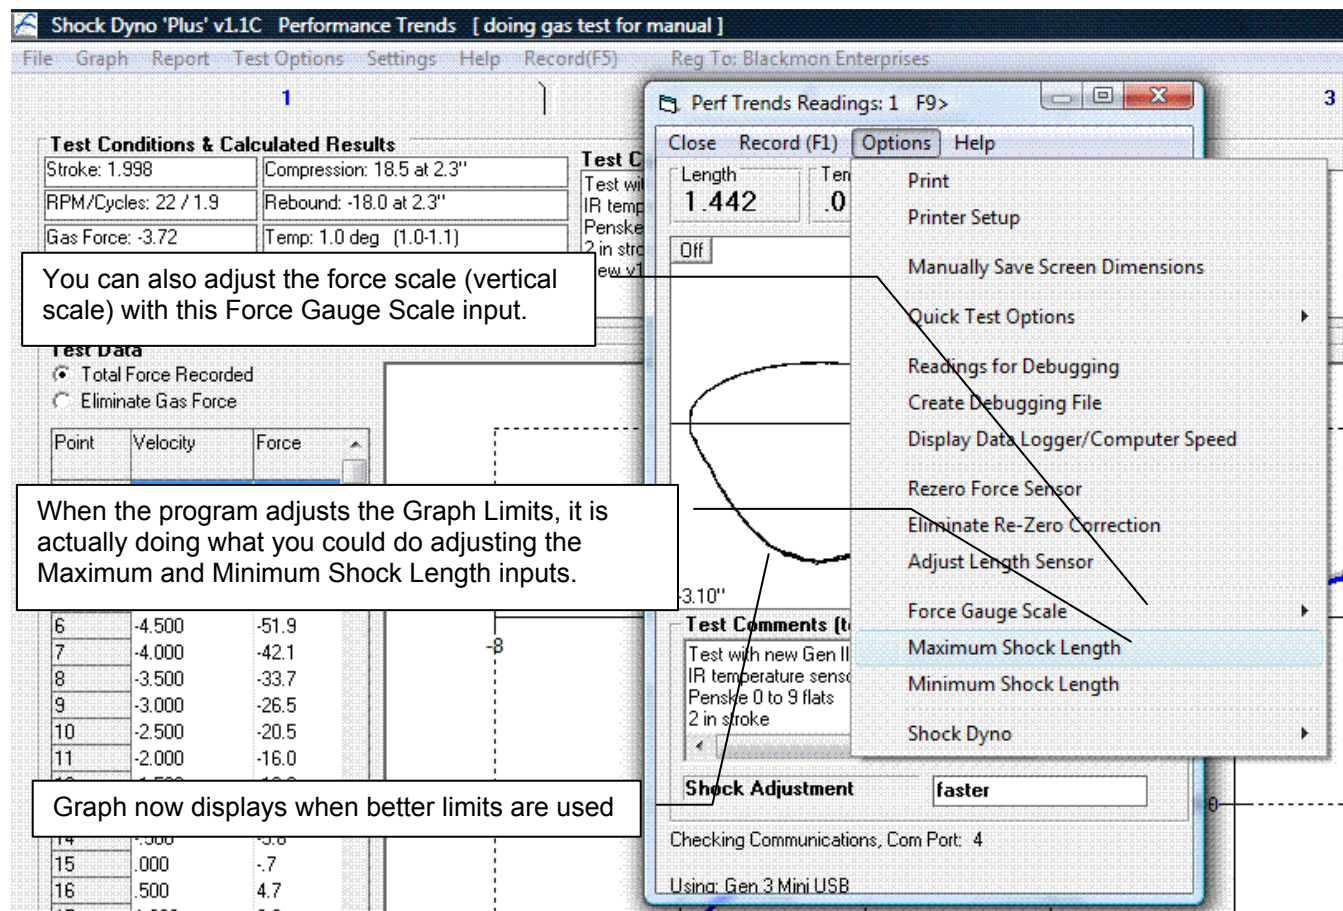 Shock Dyno 'Plus' v1.1C Performance Trends [ doing gas test for manual ]
File Graph Report Test Options Settings Help Record(F5) Reg To: Blackmon Enterprises
1
3
Test Conditions & Calculated Results
Stroke: 1.998
Compression: 18.5 at 2.3"
RPM/Cycles: 22 / 1.9
Rebound: -18.0 at 2.3"
Gas Force: -3.72
Temp: 1.0 deg (1.0-1.1)
Test C
Test wi
IR temp
Penske
2 in stro
You can also adjust the force scale (vertical
scale) with this Force Gauge Scale input.
Test Data
Total Force Recorded
Eliminate Gas Force
Point Velocity Force
When the program adjusts the Graph Limits, it is
actually doing what you could do adjusting the
Maximum and Minimum Shock Length inputs.
6 -4.500 -51.9
7 -4.000 -42.1
8 -3.500 -33.7
9 -3.000 -26.5
10 -2.500 -20.5
11 -2.000 -16.0
Graph now displays when better limits are used
15 .000 -.7
16 .500 4.7
-8
Perf Trends Readings: 1 F9>
Close Record (F1) Options Help
Length
1.442
Ten
.0
Off
-3.10"
Test Comments (t
Test with new Gen II
IR temperature senso
Penske 0 to 9 flats
2 in stroke
Shock Adjustment
faster
Checking Communications, Com Port: 4
Using: Gen 3 Mini USB
Print
Printer Setup
Manually Save Screen Dimensions
Quick Test Options
Readings for Debugging
Create Debugging File
Display Data Logger/Computer Speed
Rezero Force Sensor
Eliminate Re-Zero Correction
Adjust Length Sensor
Force Gauge Scale
Maximum Shock Length
Minimum Shock Length
Shock Dyno